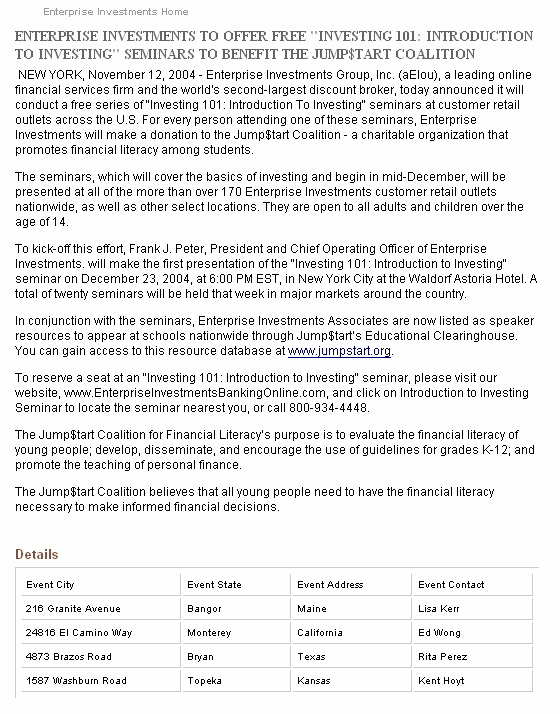 Enterprise Investments Home
ENTERPRISE INVESTMENTS TO OFFER FREE "INVESTING 101: INTRODUCTION
TO INVESTING" SEMINARS TO BENEFIT THE JUMP$TART COALITION
NEW YORK, November 12, 2004 - Enterprise Investments Group, Inc. (aElou), a leading online
financial services firm and the world's second-largest discount broker, today announced it will
conduct a free series of "Investing 101: Introduction To Investing" seminars at customer retail
outlets across the U.S. For every person attending one of these seminars, Enterprise
Investments will make a donation to the Jump$tart Coalition - a charitable organization that
promotes financial literacy among students.
The seminars, which will cover the basics of investing and begin in mid-December, will be
presented at all of the more than over 170 Enterprise Investments customer retail outlets
nationwide, as well as other select locations. They are open to all adults and children over the
age of 14.
To kick-off this effort, Frank J. Peter, President and Chief Operating Officer of Enterprise
Investments. will make the first presentation of the "Investing 101: Introduction to Investing"
seminar on December 23, 2004, at 6:00 PM EST, in New York City at the Waldorf Astoria Hotel. A
total of twenty seminars will be held that week in major markets around the country.
In conjunction with the seminars, Enterprise Investments Associates are now listed as speaker
resources to appear at schools nationwide through Jump$tart's Educational Clearinghouse.
You can gain access to this resource database at www.jumpstart.org.
To reserve a seat at an "Investing 101: Introduction to Investing" seminar, please visit our
website, www.EnterpriseInvestmentsBankingOnline.com, and click on Introduction to Investing
Seminar to locate the seminar nearest you, or call 800-934-4448.
The Jump$tart Coalition for Financial Literacy's purpose is to evaluate the financial literacy of
young people; develop, disseminate, and encourage the use of guidelines for grades K-12; and
promote the teaching of personal finance.
The Jump$tart Coalition believes that all young people need to have the financial literacy
necessary to make informed financial decisions.
Details
Event City Event State Event Address Event Contact
216 Granite Avenue Bangor Maine Lisa Kerr
24816 El Camino Way Monterey California Ed Wong
4873 Brazos Road Bryan Texas Rita Perez
1587 Washburn Road Topeka Kansas Kent Hoyt